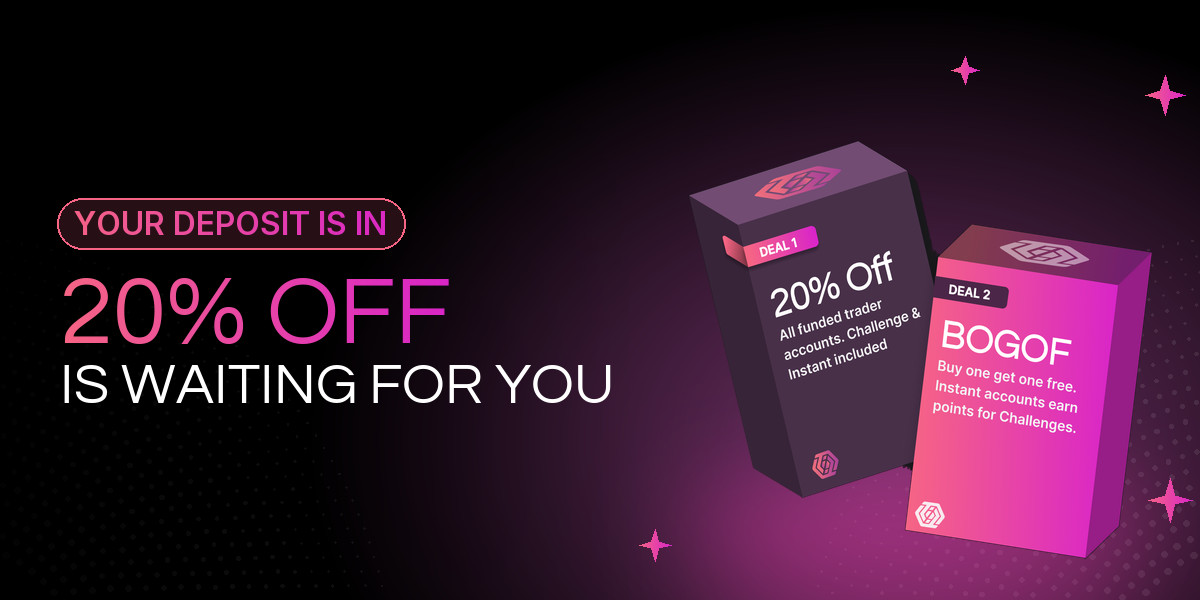 YOUR DEPOSIT IS IN
20% OFF
IS WAITING FOR YOU
DEAL 1
20% Off
All funded trader
accounts. Challenge &
Instant included
DEAL 2
BOGOF
Buy one get one free.
Instant accounts earn
points for Challenges.